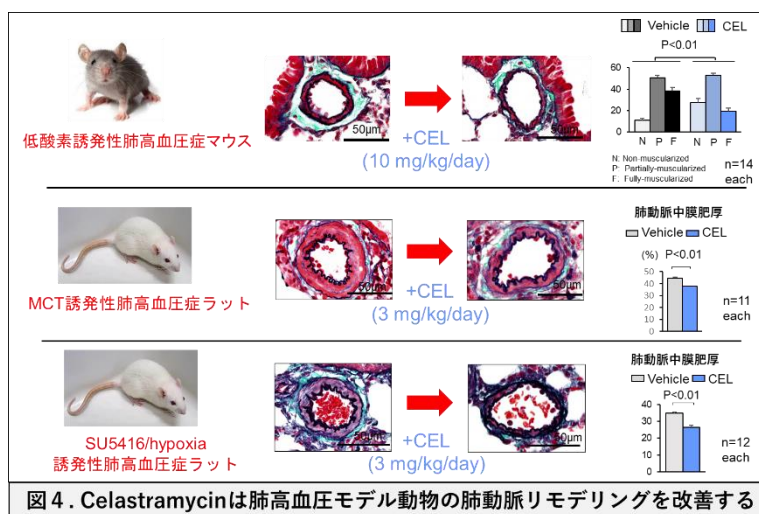 Vehicle CEL
P<0.01
60
40
20
0
N P F N P F
N: Non-muscularized
P: Partially-muscularized
F: Fully-muscularized
n=14
each
50μm
50μm
+CEL
(10 mg/kg/day)
低酸素誘発性肺高血圧症マウス
肺動脈中膜肥厚
Vehicle CEL
(%)
P<0.01
50
40
30
20
10
0
n=11
each
50μm
50μm
+CEL
(3 mg/kg/day)
MCT誘発性肺高血圧症ラット
肺動脈中膜肥厚
Vehicle CEL
P<0.01
40
30
20
10
0
n=12
each
50μm
50μm
+CEL
(3 mg/kg/day)
SU5416/hypoxia
誘発性肺高血圧症ラット
図4. Celastramycinは肺高血圧モデル動物の肺動脈リモデリングを改善する